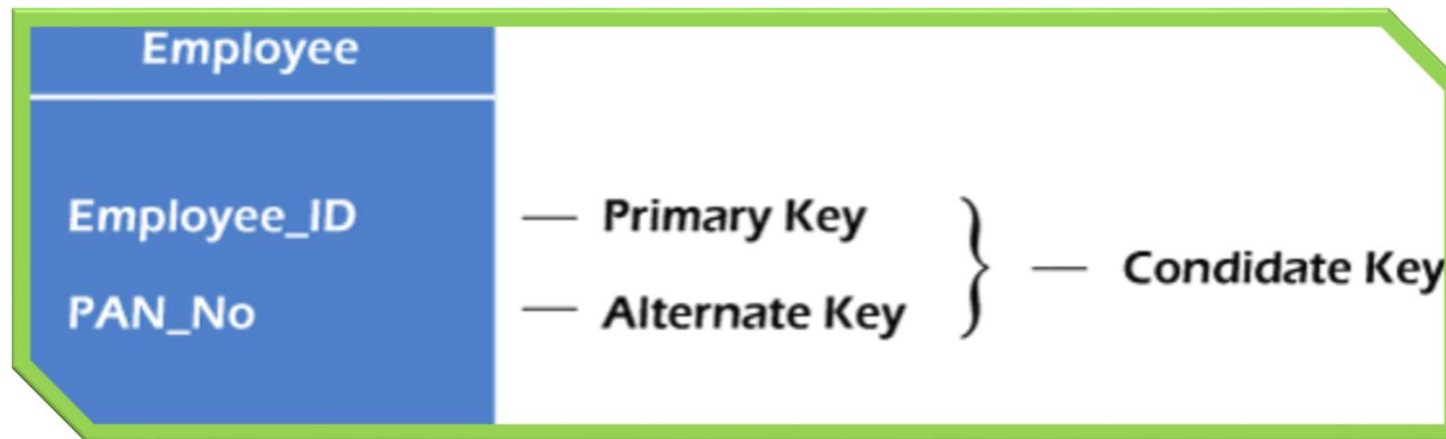 Employee
Employee_ID — Primary Key
PAN_No — Alternate Key
} — Condidate Key